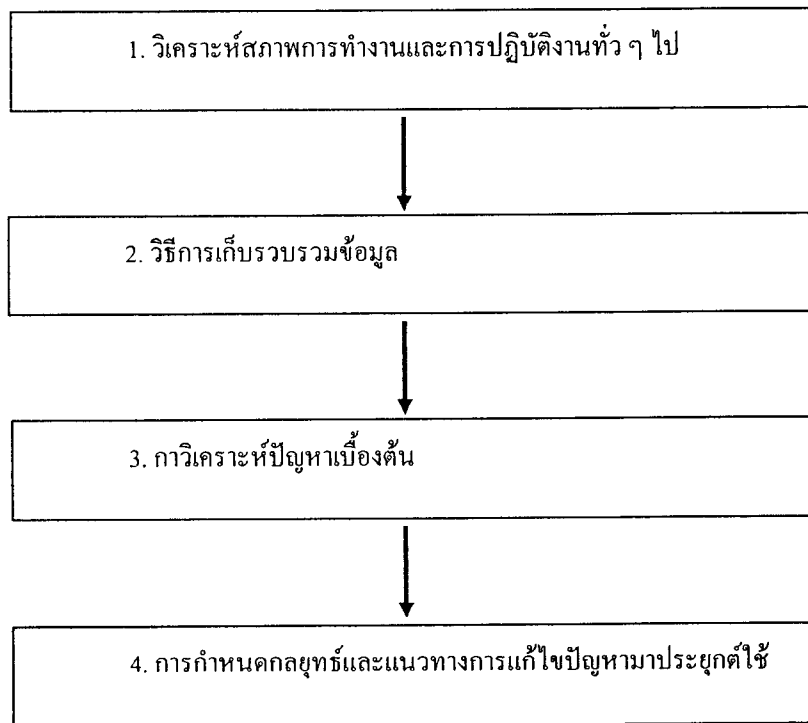 1. วิเคราะห์สภาพการทำงานและการปฏิบัติงานทั่ว ๆ ไป
2. วิธีการเก็บรวบรวมข้อมูล
3. กาวิเคราะห์ปัญหาเบื้องต้น
4. การกำหนดกลยุทธ์และแนวทางการแก้ไขปัญหามาประยุกต์ใช้